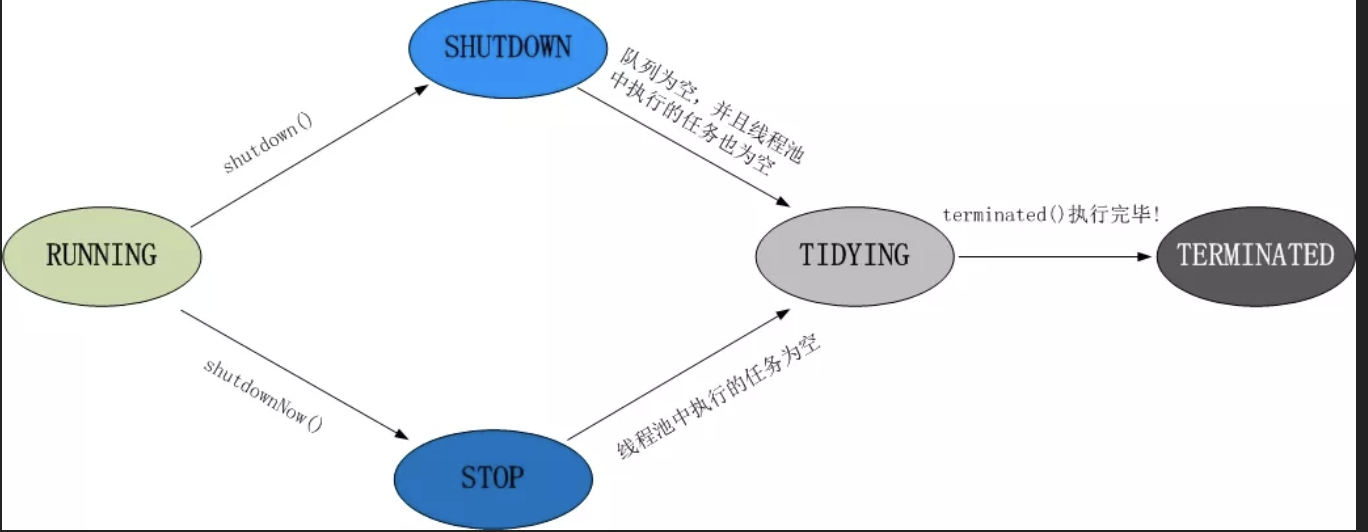 SHUTDOWN
队列为空，并且线程池
中执行的任务也为空
shutdown()
RUNNING
TIDYING
terminated()执行完毕!
TERMINATED
shutdownNow()
线程池中执行的任务为空
STOP